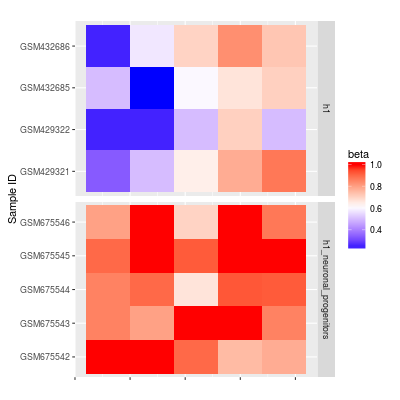 GSM432686
GSM432685
GSM429322
GSM429321
h1
GSM675546
GSM675545
GSM675544
GSM675543
GSM675542
h1_neuronal_progenitors
Sample ID
beta
1.0
0.8
0.6
0.4